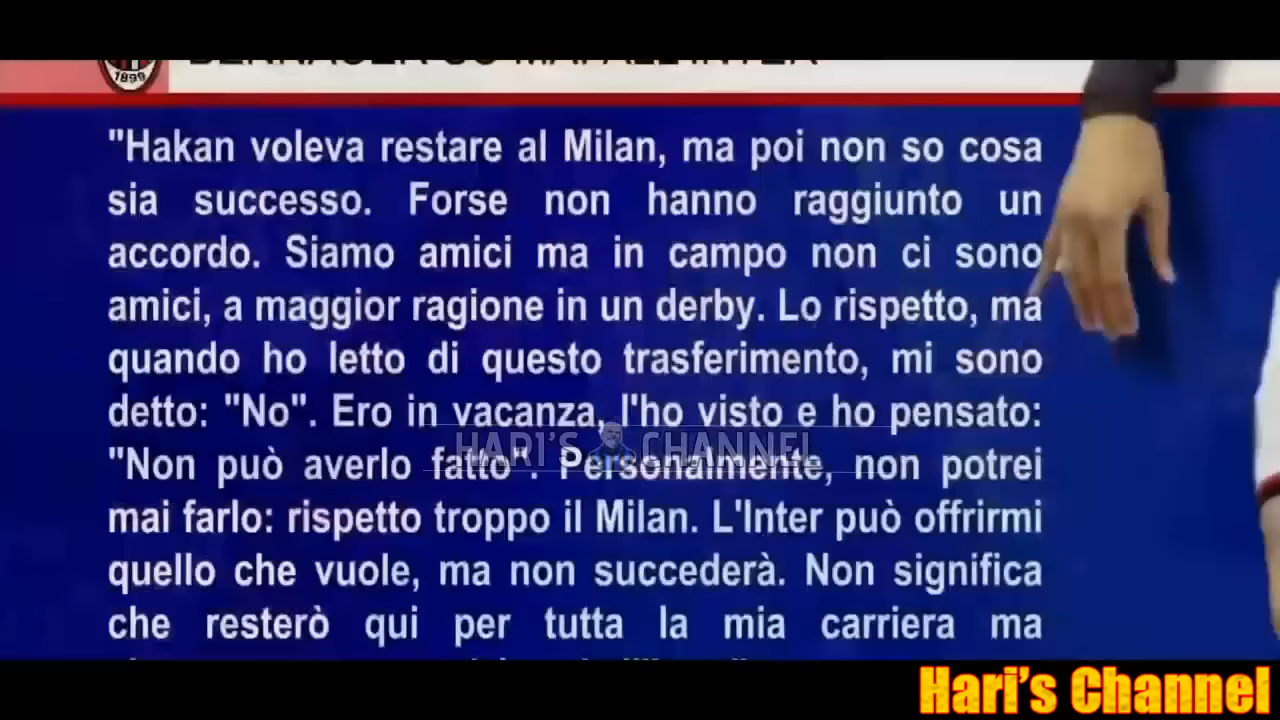 1899
"Hakan voleva restare al Milan, ma poi non so cosa
sia successo. Forse non hanno raggiunto un
accordo. Siamo amici ma in campo non ci sono
amici, a maggior ragione in un derby. Lo rispetto, ma
quando ho letto di questo trasferimento, mi sono
detto: "No". Ero in vacanza, l'ho visto e ho pensato:
"Non può averlo fatto". Personalmente, non potrei
mai farlo: rispetto troppo il Milan. L'Inter può offrirmi
quello che vuole, ma non succederà. Non significa
che resterò qui per tutta la mia carriera ma
HARI'S CHANNEL
Hari's Channel